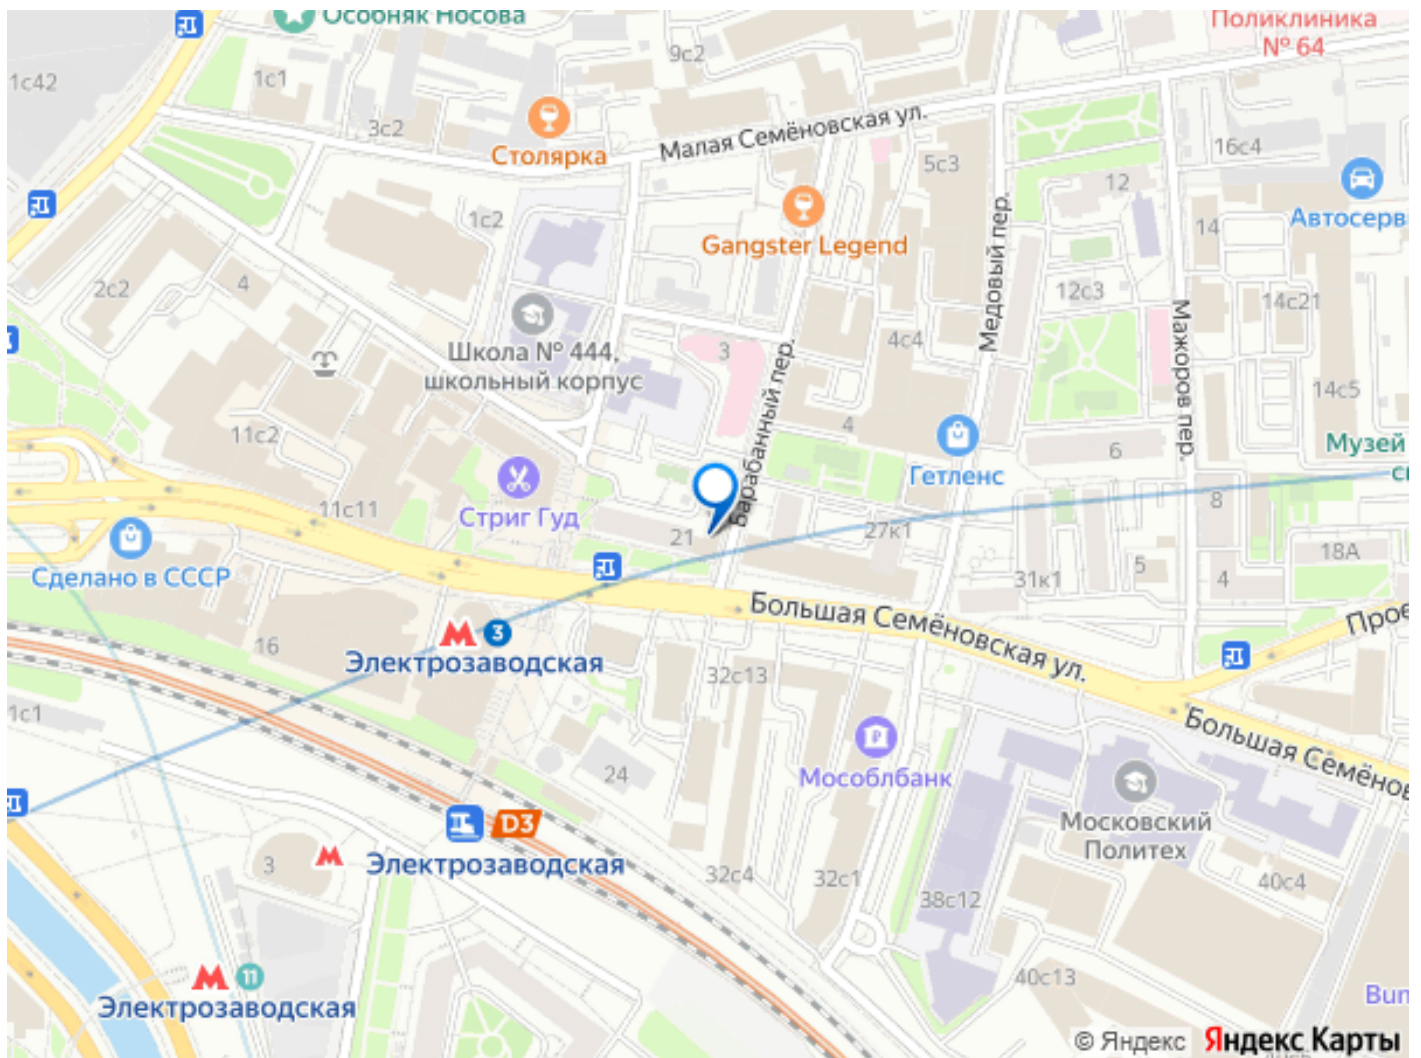 Особняк Носова
Поликлиника
№ 64
9с2
1с42
1с1
3с2
Столярка
Малая Семёновская ул.
5с3
16с4
12
Автосерв
1с2
Gangster Legend
14
Медовый пер.
2с2
4
12с3
14с21
Мажоров пер.
Школа № 444,
школьный корпус
3
4с4
14с5
Барабанный пер.
4
11с2
6
Музей
Гетленс
11с11
Стриг Гуд
21
27к1
8
18А
Сделано в СССР
31к1
5
4
Большая Семёновская ул.
Прое
3
16
Электрозаводская
32с13
1с1
Большая Семёнов
24
Мособлбанк
D3
Московский
Политех
Электрозаводская
3
32с4
32с1
38с12
40с4
11
40с13
Электрозаводская
Bun
© Яндекс Яндекс Карты